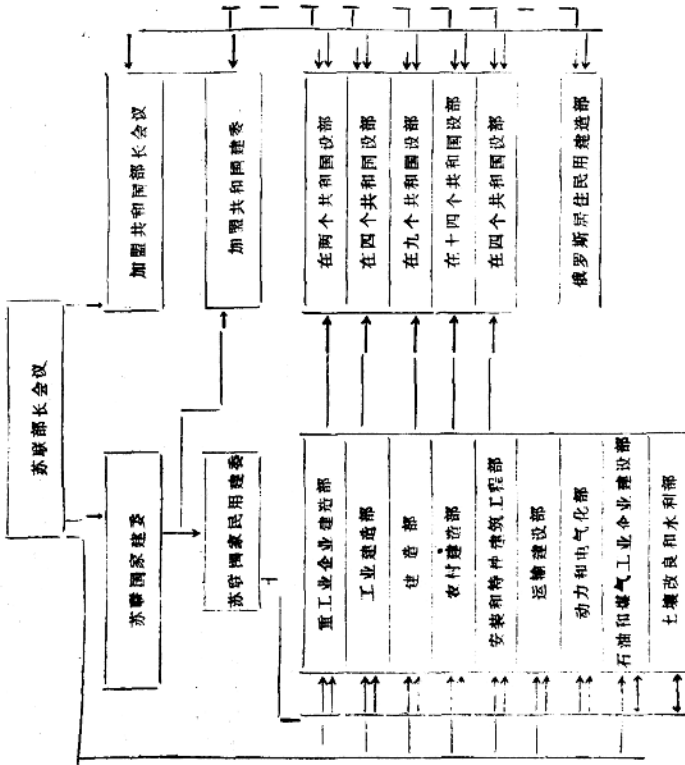 苏联部长会议
加盟共和国部长会议
加盟共和国建委
苏联国家建委
苏联国家民用建委
在两个共和国设部
在四个共和国设部
在九个共和国设部
在十四个共和国设部
在四个共和国设部
俄罗斯居住民用建造部
重工业企业建造部
工业建造部
建造部
农村建造部
安装和特种建筑工程部
运输建设部
动力和电气化部
石油和煤气工业企业建设部
土壤改良和水利部